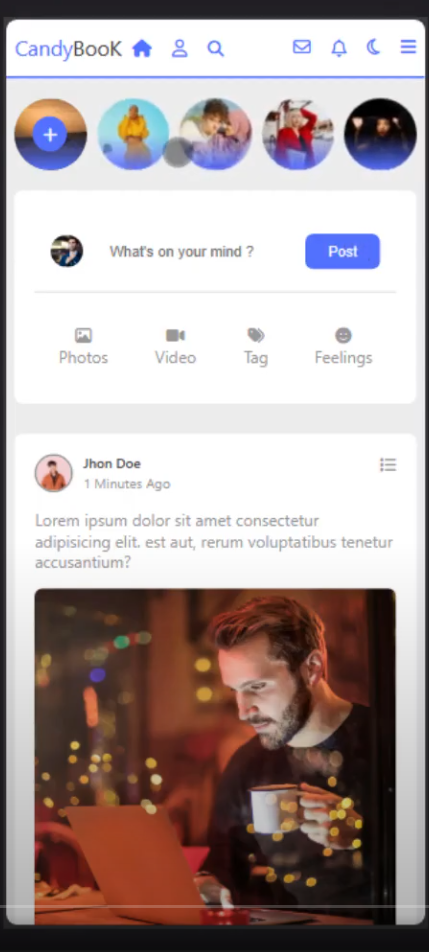 CandyBooK
What's on your mind ?
Post
Photos
Video
Tag
Feelings
Jhon Doe
1 Minutes Ago
Lorem ipsum dolor sit amet consectetur
adipisicing elit. est aut, rerum voluptatibus tenetur
accusantium?